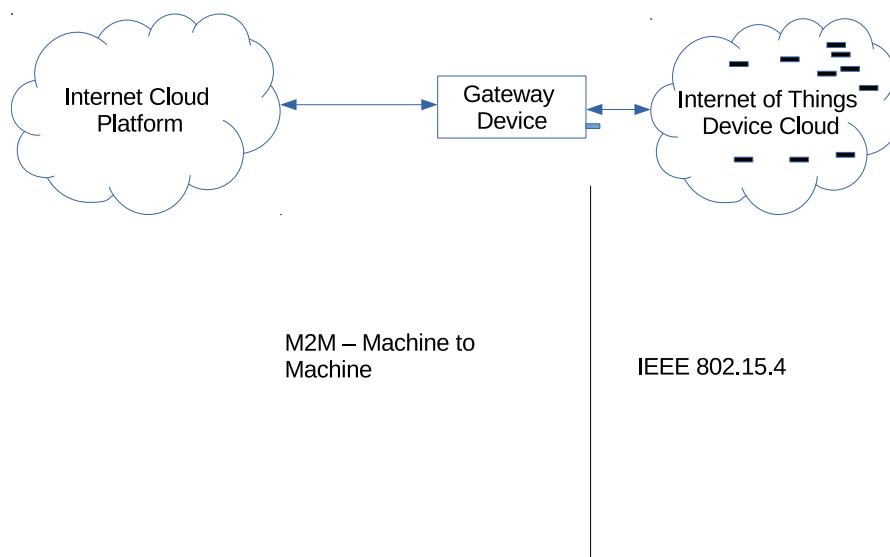 Internet Cloud
Platform
Gateway
Device
Internet of Things
Device Cloud
M2M – Machine to
Machine
IEEE 802.15.4